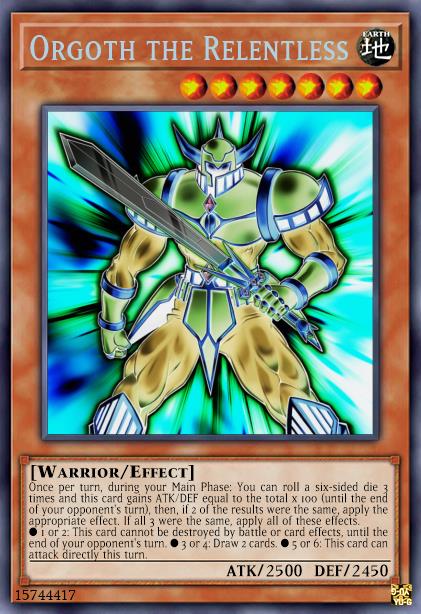 ORGOTH THE RELENTLESS
EARTH
地
[WARRIOR/EFFECT]
Once per turn, during your Main Phase: You can roll a six-sided die 3
times and this card gains ATK/DEF equal to the total x 100 (until the end
of your opponent's turn), then, if 2 of the results were the same, apply the
appropriate effect. If all 3 were the same, apply all of these effects.
● 1 or 2: This card cannot be destroyed by battle or card effects, until the
end of your opponent's turn. ● 3 or 4: Draw 2 cards. ● 5 or 6: This card can
attack directly this turn.
ATK/2500 DEF/2450
15744417